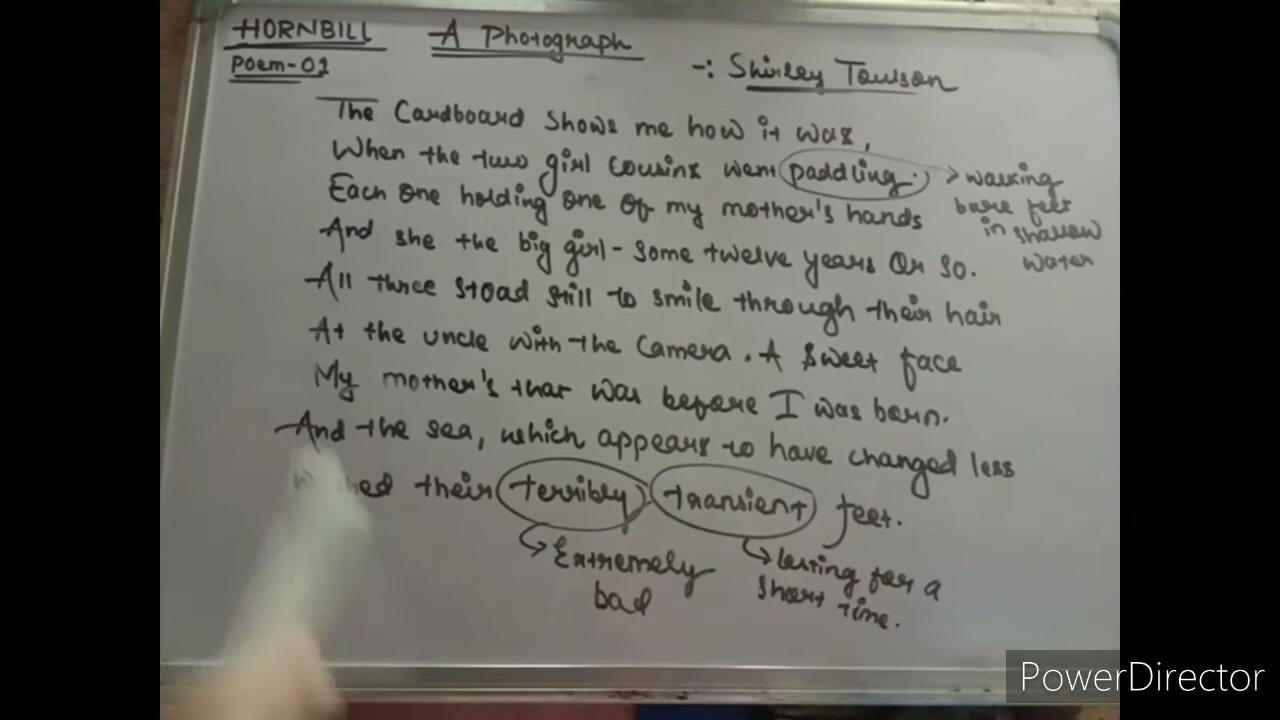 HORNBILL A Photograph
Poem-01 -: Shirley Towson
The Cardboard shows me how it was,
When the two girl cousins went paddling.
Each one holding one of my mother's hands
And she the big girl - some twelve years or so.
All three stood still to smile through their hair
At the uncle with the camera. A sweet face
My mother's that was before I was born.
And the sea, which appears to have changed less
their terribly transient feet.
walking
bare feet
in shallow
water
Extremely
bad
lasting for a
short time.
PowerDirector